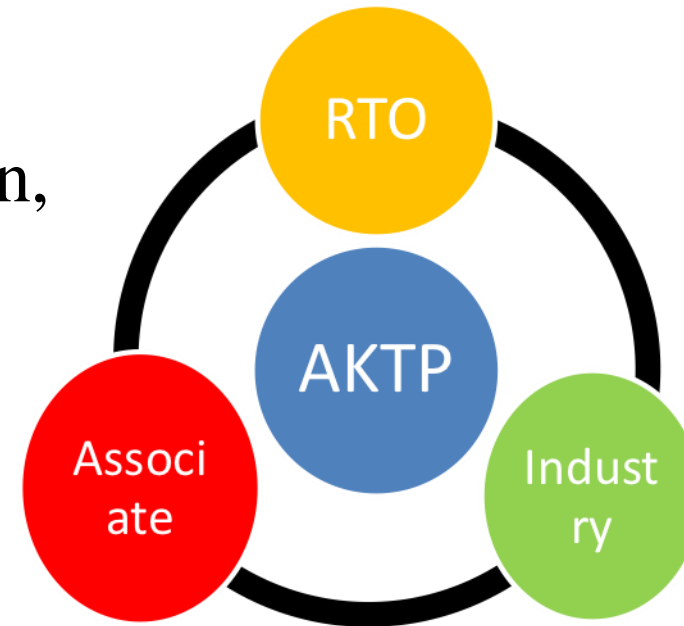 RTO
n,
AKTP
Associ
ate
Indust
ry